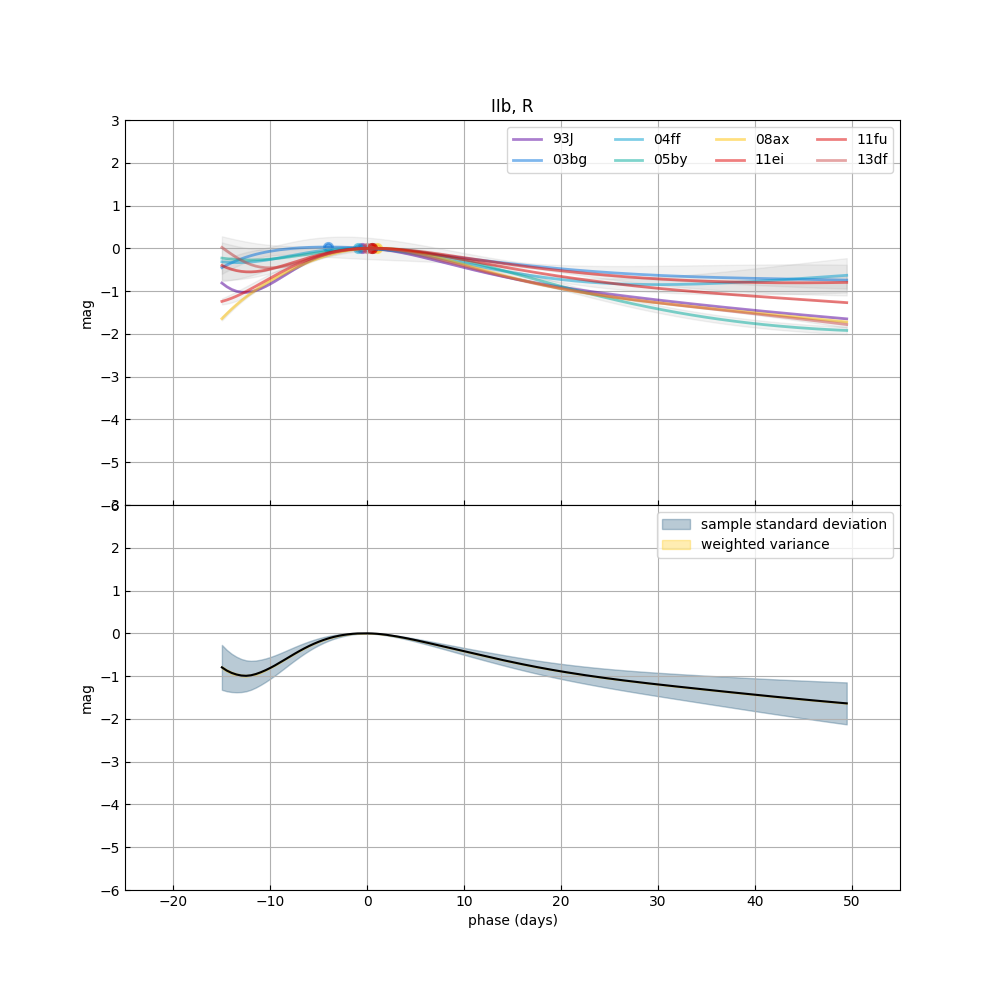 IIb, R
3
2
1
0
−1
−2
−3
−4
−5
−6
mag
93J 04ff 08ax 11fu
03bg 05by 11ei 13df
3
2
1
0
−1
−2
−3
−4
−5
−6
mag
sample standard deviation
weighted variance
−20 −10 0 10 20 30 40 50
phase (days)